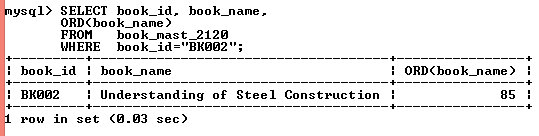 mysql> SELECT book_id, book_name,
ORD(book_name)
FROM book_mast_2120
WHERE book_id="BK002";
+---------+---------------------------------------+----------------+
| book_id | book_name | ORD(book_name) |
+---------+---------------------------------------+----------------+
| BK002 | Understanding of Steel Construction | 85 |
+---------+---------------------------------------+----------------+
1 row in set (0.03 sec)